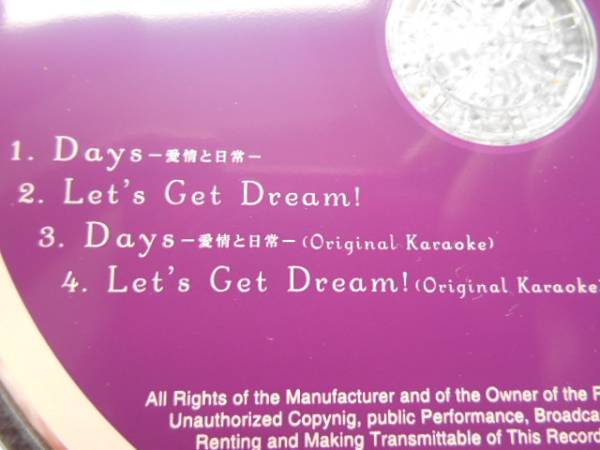 1. Days－愛情と日常－
2. Let's Get Dream!
3. Days－愛情と日常－(Original Karaoke)
4. Let's Get Dream!(Original Karaoke)
All Rights of the Manufacturer and of the Owner of the
Unauthorized Copynig, public Performance,
Renting and Making Transmittable of This